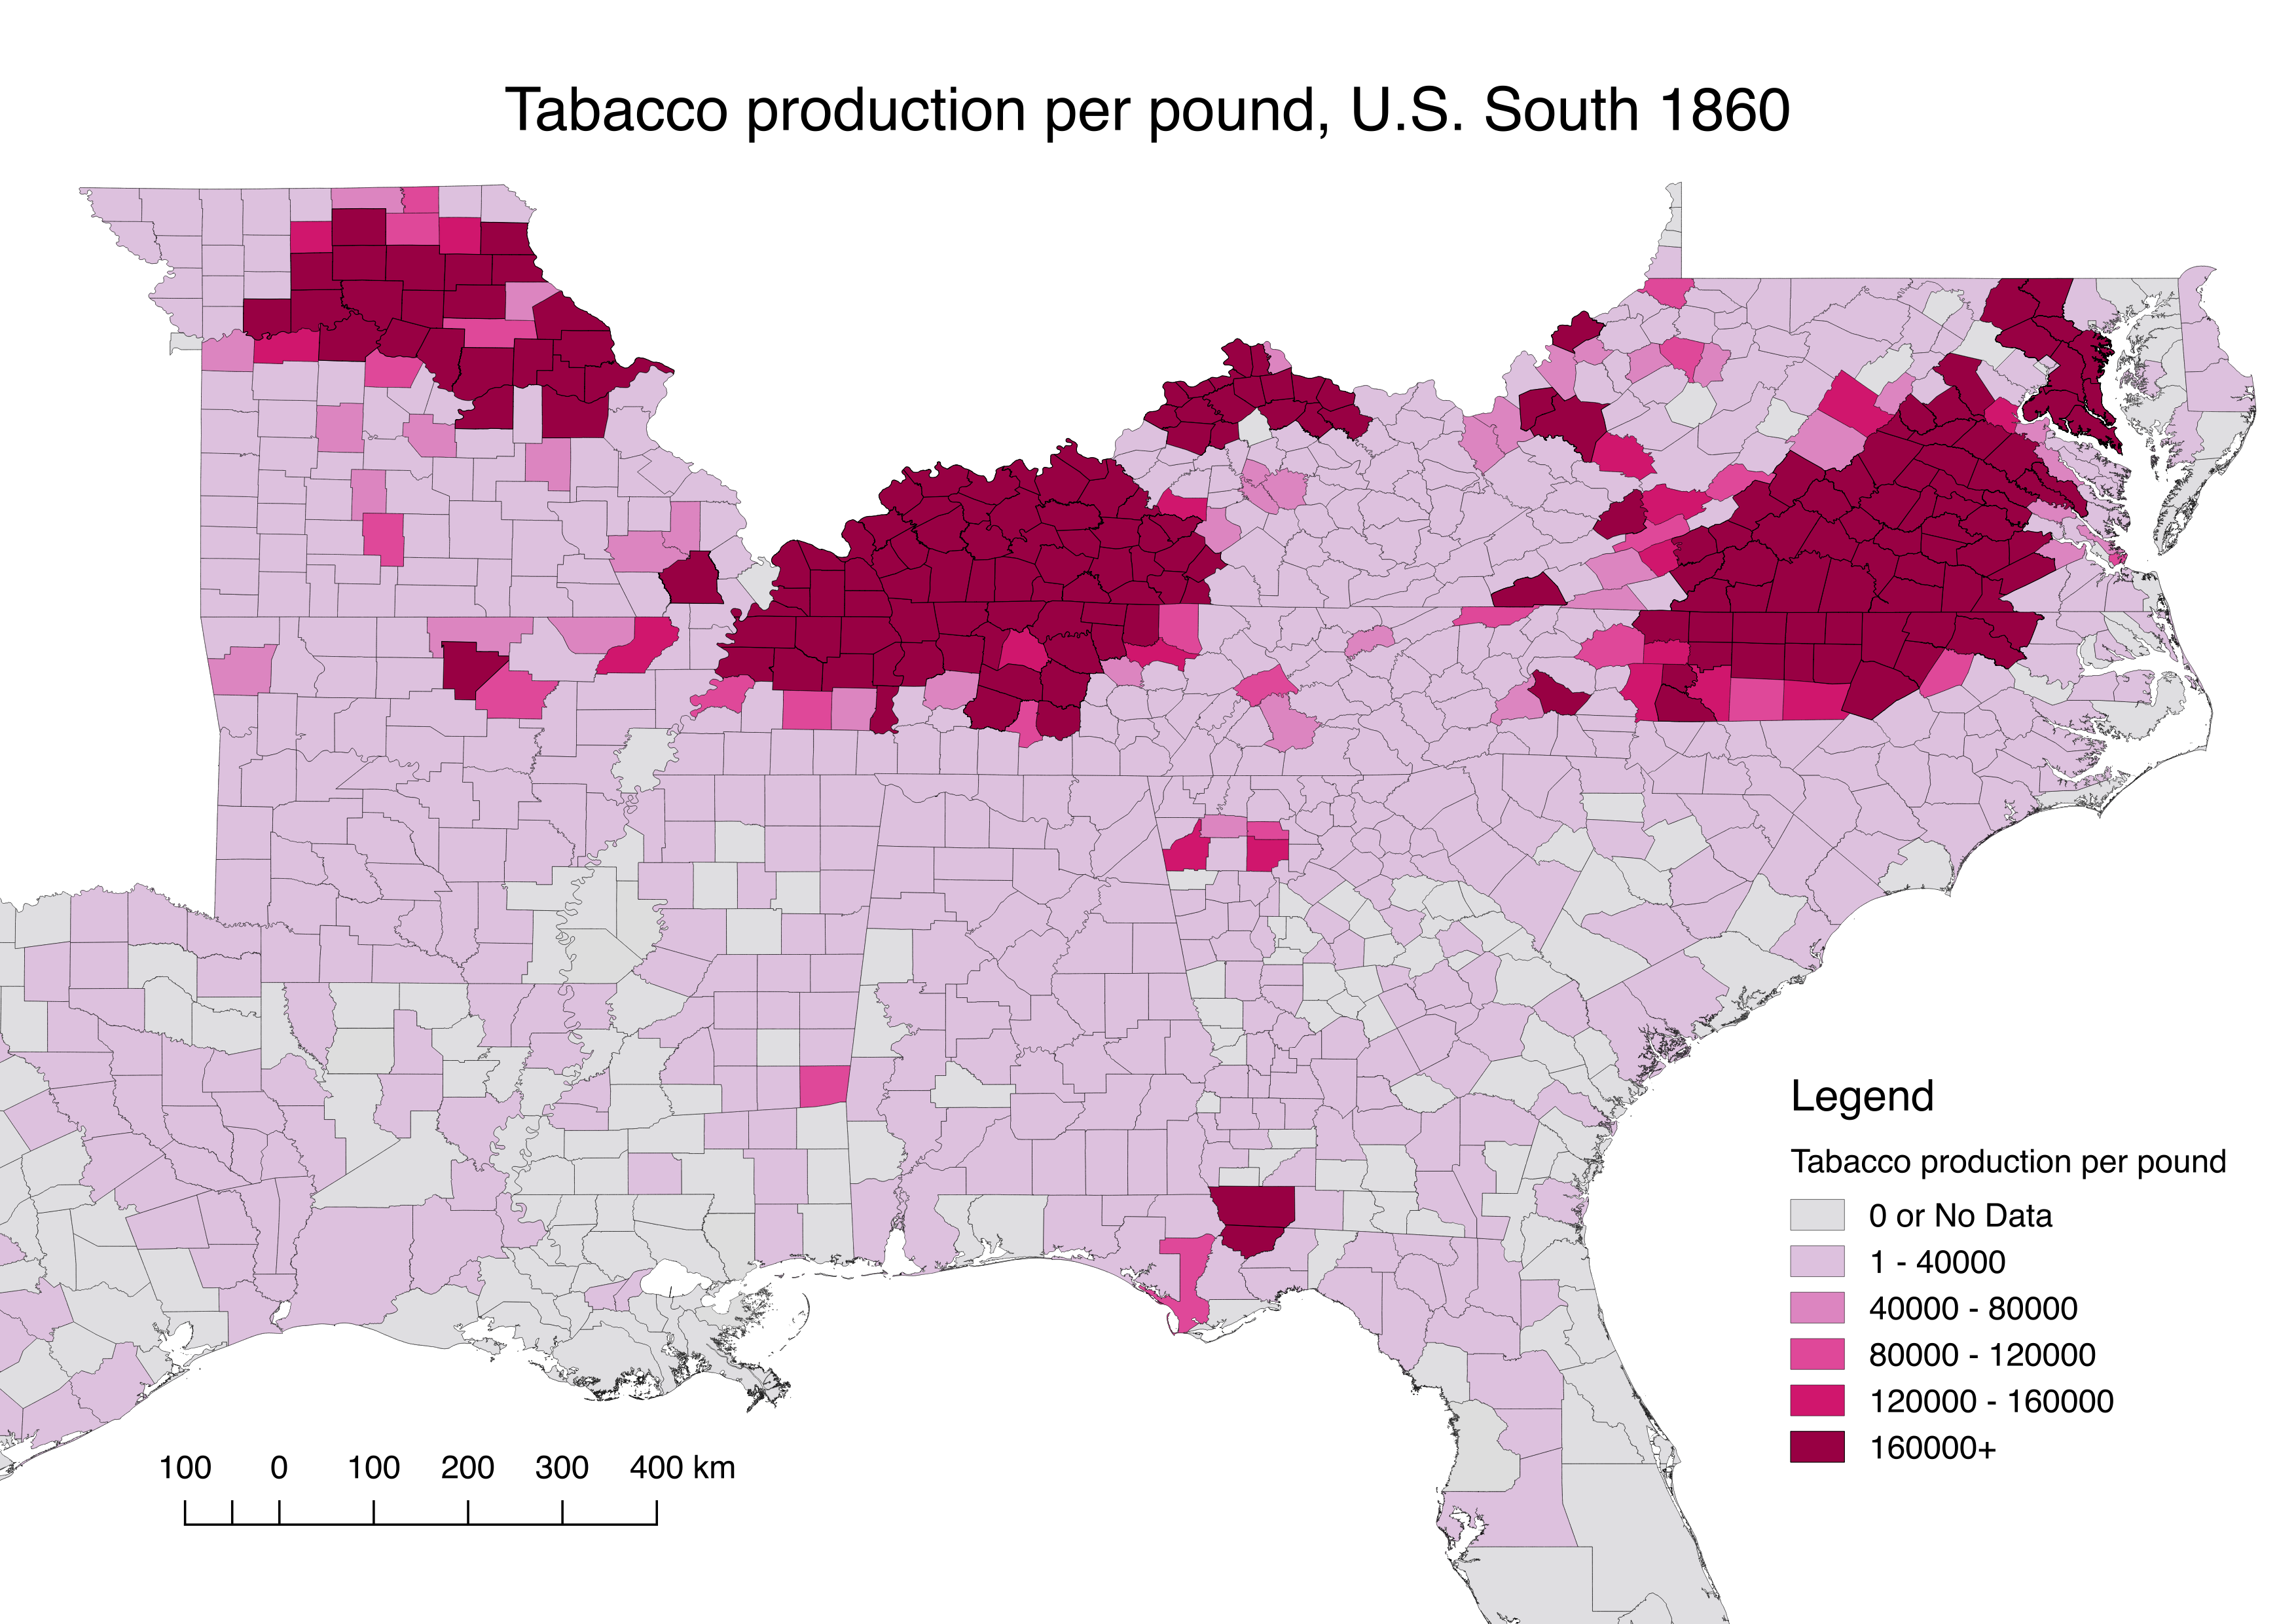 Tabacco production per pound, U.S. South 1860
Legend
Tabacco production per pound
0 or No Data
1 - 40000
40000 - 80000
80000 - 120000
120000 - 160000
160000+
100 0 100 200 300 400 km